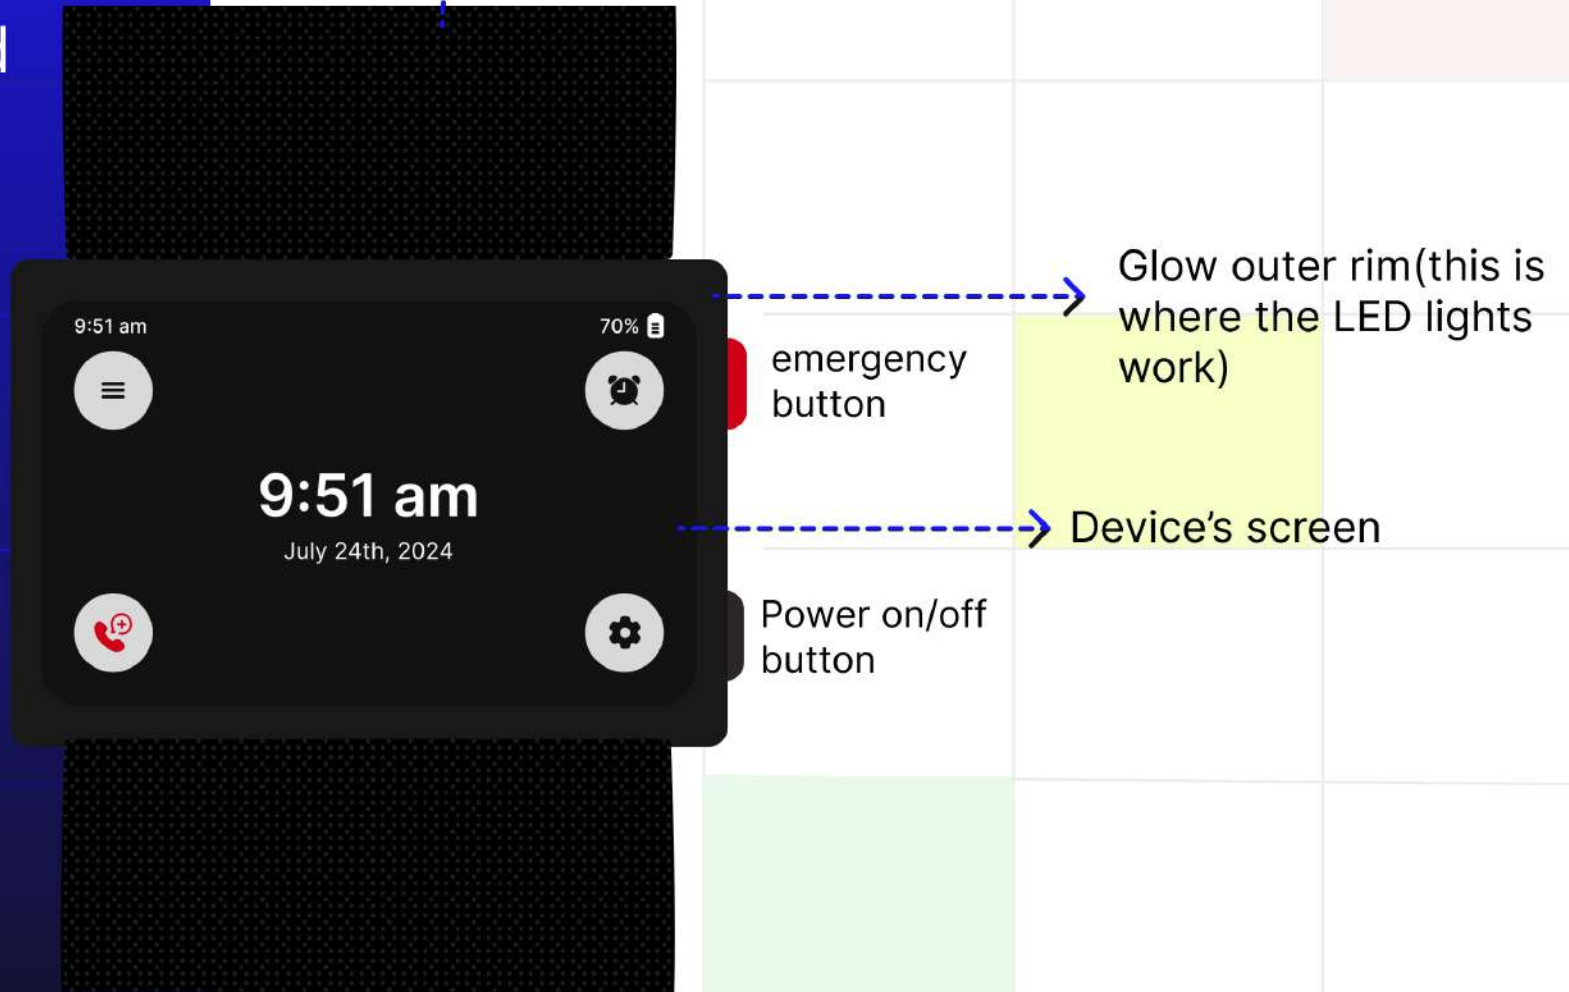 d
9:51 am
70%
9:51 am
July 24th, 2024
Glow outer rim(this is
where the LED lights
work)
emergency
button
Device’s screen
Power on/off
button